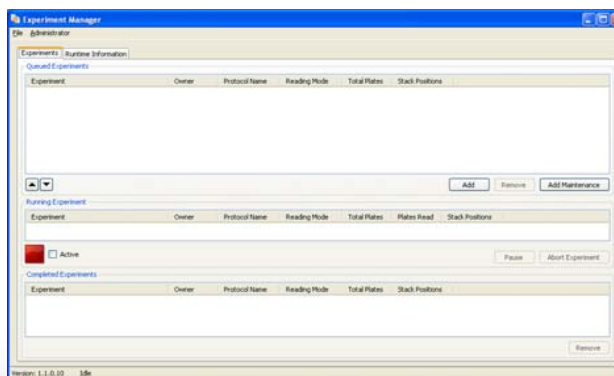 Experiment Manager
File Administrator
Experiments Runtime Information
Queued Experiments
Experiment Owner Protocol Name Reading Mode Total Plates Stack Positions
Add Remove Add Maintenance
Running Experiment
Experiment Owner Protocol Name Reading Mode Total Plates Plates Read Stack Positions
Active
Pause Abort Experiment
Completed Experiments
Experiment Owner Protocol Name Reading Mode Total Plates Stack Positions
Remove
Version: 1.1.0.10 Idle